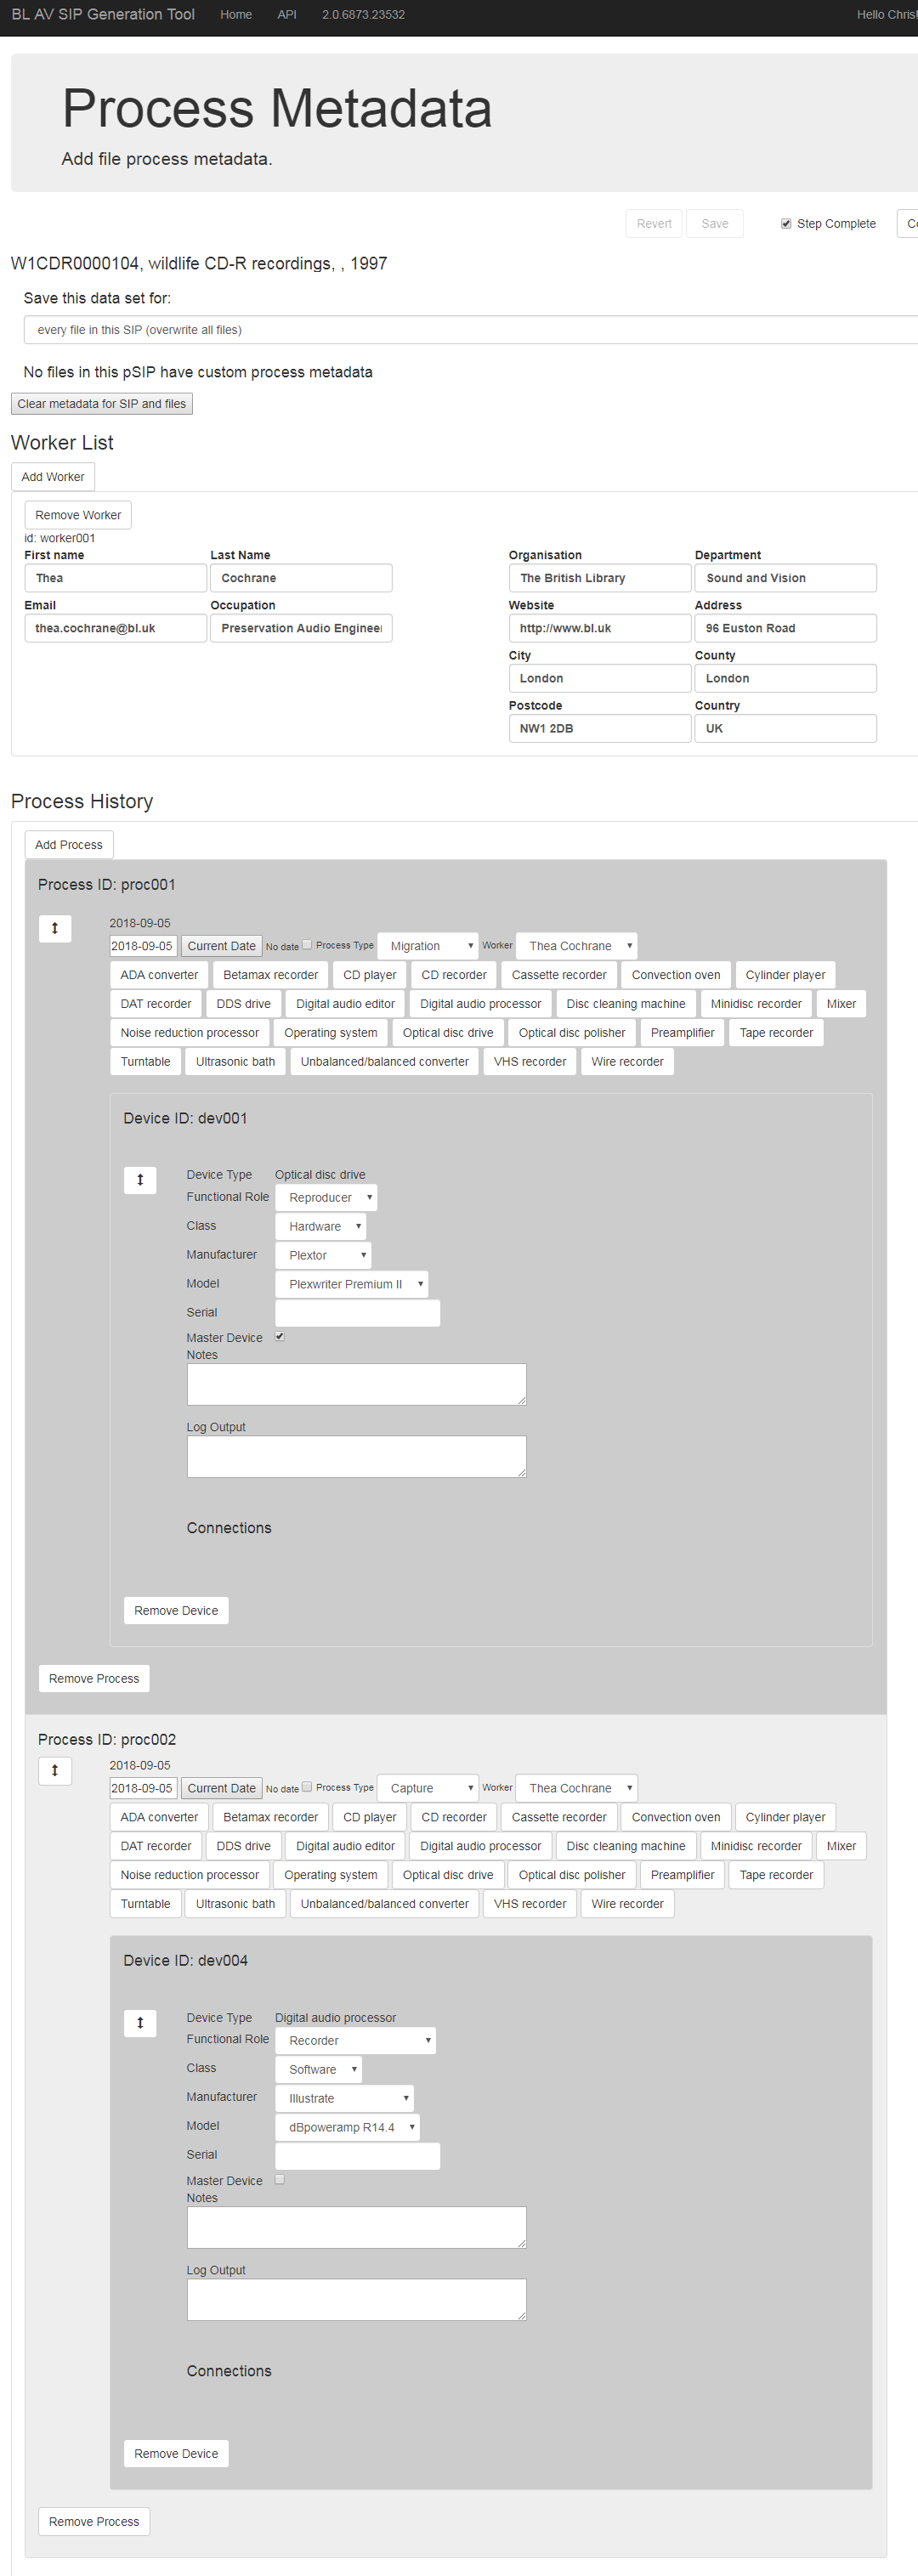 BL AV SIP Generation Tool Home API 2.0.6873.23532 Hello Chris!
Process Metadata
Add file process metadata.
Revert Save Step Complete
W1CDR0000104, wildlife CD-R recordings, , 1997
Save this data set for:
every file in this SIP (overwrite all files)
No files in this pSIP have custom process metadata
Clear metadata for SIP and files
Worker List
Add Worker
Remove Worker
id: worker001
First name Last Name Organisation Department
Thea Cochrane The British Library Sound and Vision
Email Occupation Website Address
thea.cochrane@bl.uk Preservation Audio Engineer http://www.bl.uk 96 Euston Road
City County
London London
Postcode Country
NW1 2DB UK
Process History
Add Process
Process ID: proc001
2018-09-05
2018-09-05 Current Date No date Process Type Migration Worker Thea Cochrane
ADA converter Betamax recorder CD player CD recorder Cassette recorder Convection oven Cylinder player
DAT recorder DDS drive Digital audio editor Digital audio processor Disc cleaning machine Minidisc recorder Mixer
Noise reduction processor Operating system Optical disc drive Optical disc polisher Preamplifier Tape recorder
Turntable Ultrasonic bath Unbalanced/balanced converter VHS recorder Wire recorder
Device ID: dev001
Device Type Optical disc drive
Functional Role Reproducer
Class Hardware
Manufacturer Plextor
Model Plexwriter Premium II
Serial
Master Device
Notes
Log Output
Connections
Remove Device
Remove Process
Process ID: proc002
2018-09-05
2018-09-05 Current Date No date Process Type Capture Worker Thea Cochrane
ADA converter Betamax recorder CD player CD recorder Cassette recorder Convection oven Cylinder player
DAT recorder DDS drive Digital audio editor Digital audio processor Disc cleaning machine Minidisc recorder Mixer
Noise reduction processor Operating system Optical disc drive Optical disc polisher Preamplifier Tape recorder
Turntable Ultrasonic bath Unbalanced/balanced converter VHS recorder Wire recorder
Device ID: dev004
Device Type Digital audio processor
Functional Role Recorder
Class Software
Manufacturer Illustrate
Model dBpoweramp R14.4
Serial
Master Device
Notes
Log Output
Connections
Remove Device
Remove Process